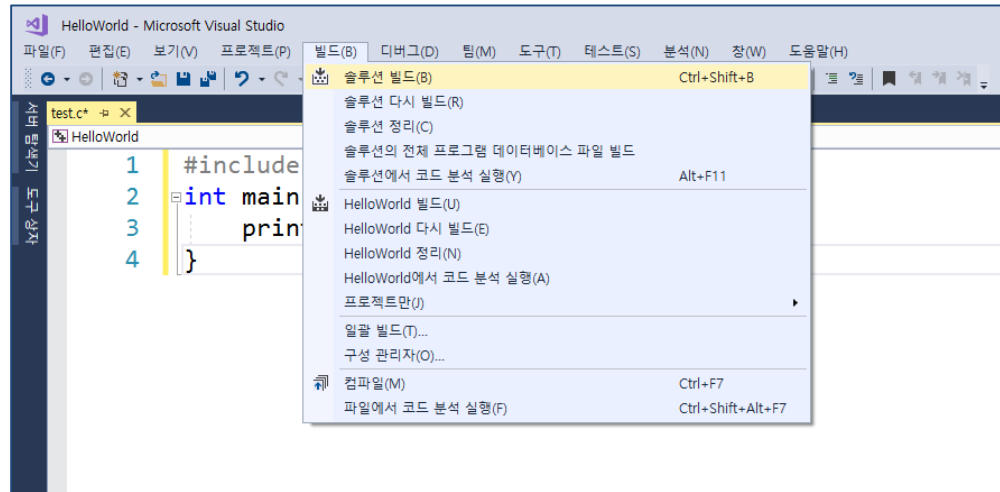 HelloWorld - Microsoft Visual Studio
파일(F) 편집(E) 보기(V) 프로젝트(P) 빌드(B) 디버그(D) 팀(M) 도구(T) 테스트(S) 분석(N) 창(W) 도움말(H)
솔루션 빌드(B) Ctrl+Shift+B
솔루션 다시 빌드(R)
솔루션 정리(C)
솔루션의 전체 프로그램 데이터베이스 파일 빌드
솔루션에서 코드 분석 실행(Y) Alt+F11
HelloWorld 빌드(U)
HelloWorld 다시 빌드(E)
HelloWorld 정리(N)
HelloWorld에서 코드 분석 실행(A)
프로젝트만(J)
일괄 빌드(T)...
구성 관리자(O)...
컴파일(M) Ctrl+F7
파일에서 코드 분석 실행(F) Ctrl+Shift+Alt+F7
서버 탐색기
도구 상자
test.c*
HelloWorld
1 #include
2 int main
3 prin
4 }